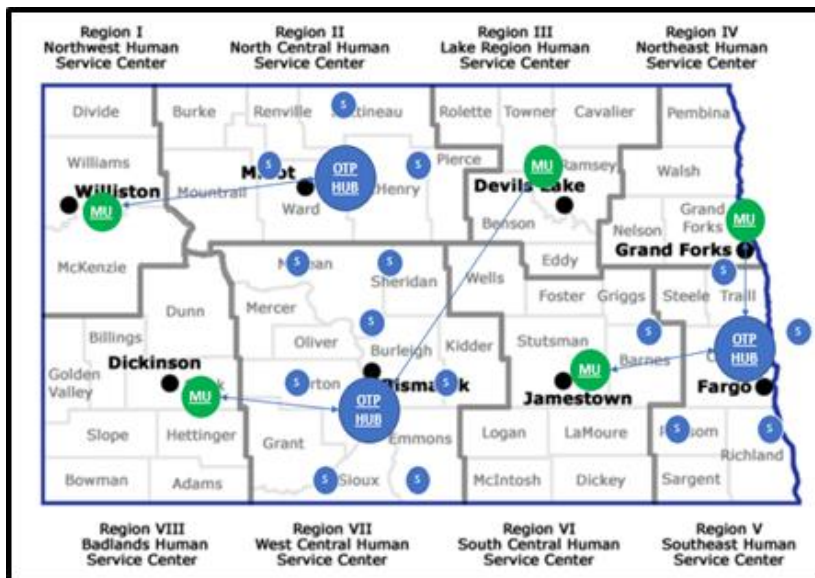 Region I
Northwest Human
Service Center
Region II
North Central Human
Service Center
Region III
Lake Region Human
Service Center
Region IV
Northeast Human
Service Center
Divide
Burke
Renville
S
Rolette
Towner
Cavalier
Pembina
Williams
Williston
MU
McKenzie
S
Mountrail
Ward
OTP
HUB
S
Henry
Pierce
MU
Ramsey
Devils Lake
Benson
Eddy
Walsh
Nelson
Grand
Forks
MU
Grand Forks
S
S
Sheridan
Wells
Foster
Griggs
Steele
S
Traill
Dunn
Mercer
Oliver
S
Burleigh
Kidder
Stutsman
S
Barnes
OTP
HUB
S
Fargo
Billings
Golden
Valley
Dickinson
MU
S
OTP
HUB
S
MU
Jamestown
Slope
Hettinger
Grant
Emmons
Logan
LaMoure
S
S
Richland
Bowman
Adams
S
Sioux
S
McIntosh
Dickey
Sargent
Region VIII
Badlands Human
Service Center
Region VII
West Central Human
Service Center
Region VI
South Central Human
Service Center
Region V
Southeast Human
Service Center